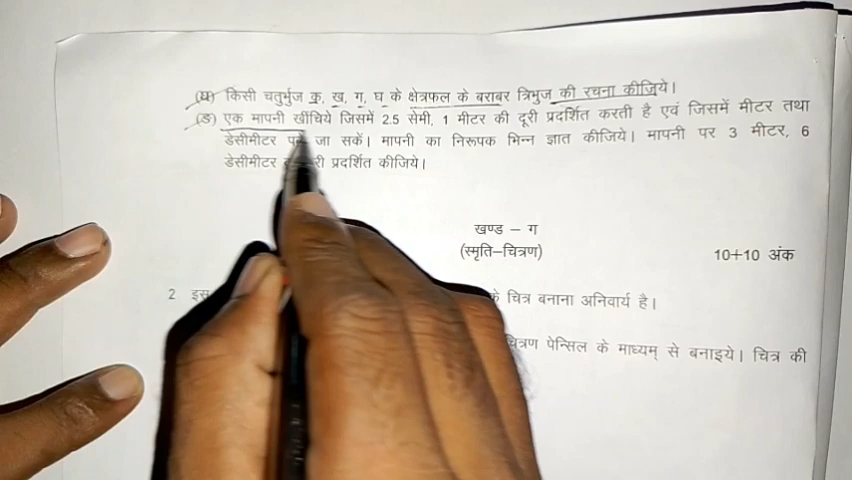 (घ) किसी चतुर्भुज क, ख, ग, घ के क्षेत्रफल के बराबर त्रिभुज की रचना कीजिये।
(ङ) एक मापनी खींचिये जिसमें 2.5 सेमी, 1 मीटर की दूरी प्रदर्शित करती है एवं जिसमें मीटर तथा
डेसीमीटर जा सकें। मापनी का निरूपक भिन्न ज्ञात कीजिये। मापनी पर 3 मीटर, 6
डेसीमीटर प्रदर्शित कीजिये।
खण्ड – ग
(स्मृति–चित्रण) 10+10 अंक
2 इस के चित्र बनाना अनिवार्य है।
पेन्सिल के माध्यम् से बनाइये। चित्र की